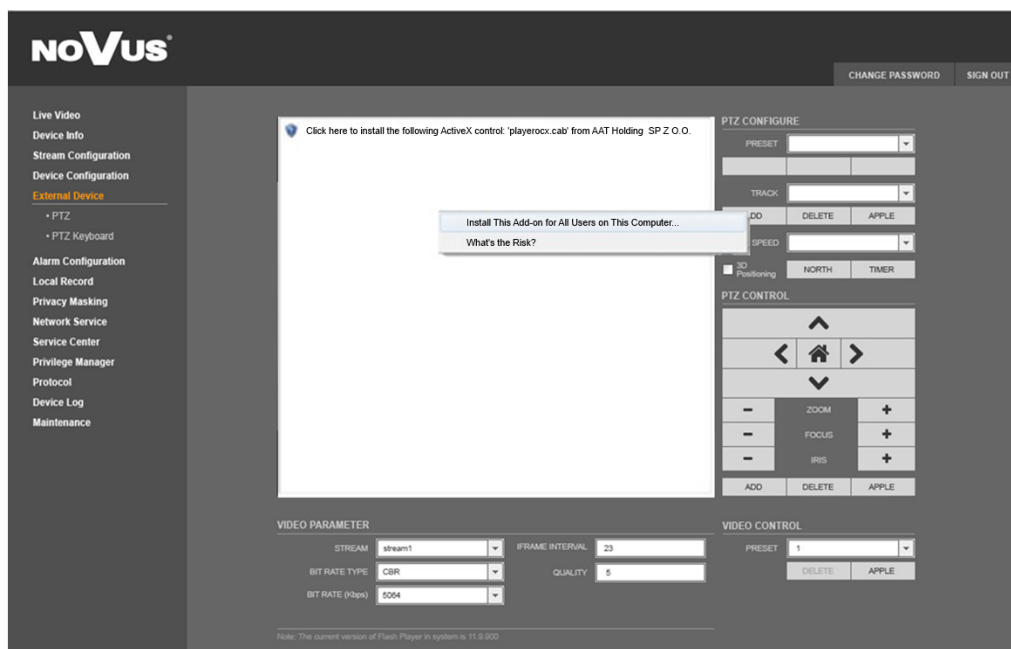 NOVUS
CHANGE PASSWORD SIGN OUT
Live Video
Device Info
Stream Configuration
Device Configuration
External Device
• PTZ
• PTZ Keyboard
Alarm Configuration
Local Record
Privacy Masking
Network Service
Service Center
Privilege Manager
Protocol
Device Log
Maintenance
Click here to install the following ActiveX control: 'playerocx.cab' from AAT Holding SP Z O.O.
Install This Add-on for All Users on This Computer...
What's the Risk?
PTZ CONFIGURE
PRESET
TRACK
DD DELETE APPLE
SPEED
3D
Positioning
NORTH TIMER
PTZ CONTROL
- ZOOM +
- FOCUS +
- IRIS +
ADD DELETE APPLE
VIDEO PARAMETER
STREAM stream1 IFRAME INTERVAL 23
BIT RATE TYPE CBR QUALITY 5
BIT RATE (Kbps) 5064
VIDEO CONTROL
PRESET 1
DELETE APPLE
Note: The current version of Flash Player in system is 11.9.900